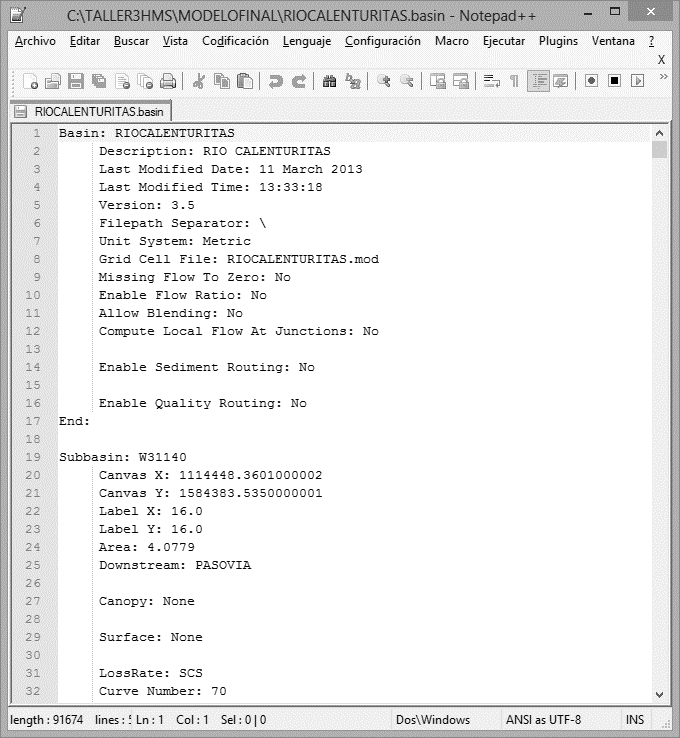 C:\TALLER3HMS\MODELOFINAL\RIOCALENTURITAS.basin - Notepad++
Archivo Editar Buscar Vista Codificación Lenguaje Configuración Macro Ejecutar Plugins Ventana ?
X
RIOCALENTURITAS.basin
1 Basin: RIOCALENTURITAS
2 Description: RIO CALENTURITAS
3 Last Modified Date: 11 March 2013
4 Last Modified Time: 13:33:18
5 Version: 3.5
6 Filepath Separator: \
7 Unit System: Metric
8 Grid Cell File: RIOCALENTURITAS.mod
9 Missing Flow To Zero: No
10 Enable Flow Ratio: No
11 Allow Blending: No
12 Compute Local Flow At Junctions: No
13
14 Enable Sediment Routing: No
15
16 Enable Quality Routing: No
17 End:
18
19 Subbasin: W31140
20 Canvas X: 1114448.3601000002
21 Canvas Y: 1584383.5350000001
22 Label X: 16.0
23 Label Y: 16.0
24 Area: 4.0779
25 Downstream: PASOVIA
26
27 Canopy: None
28
29 Surface: None
30
31 LossRate: SCS
32 Curve Number: 70
length : 91674 lines : Ln : 1 Col : 1 Sel : 0 | 0 Dos\Windows ANSI as UTF-8 INS